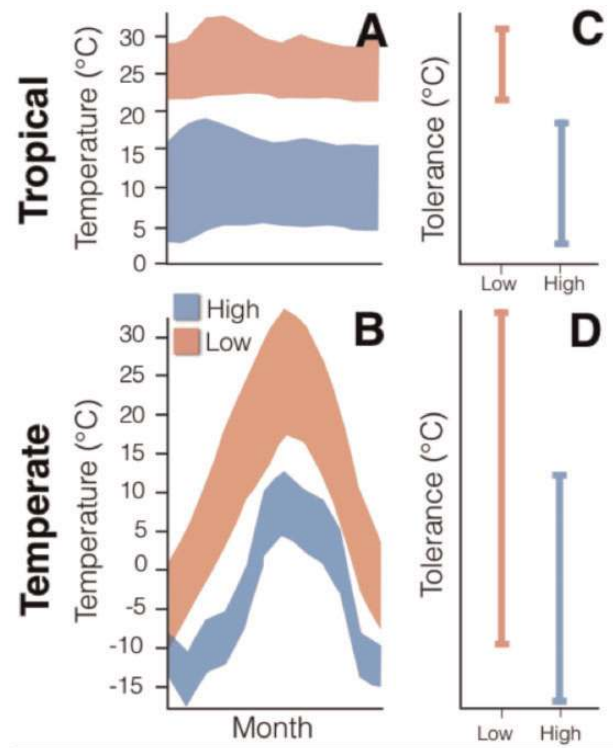 Tropical
Temperature (°C)
30
25
20
15
10
5
0
A
Tolerance (°C)
C
Low High
Temperate
Temperature (°C)
30
25
20
15
10
5
0
-5
-10
-15
High
Low
B
Month
Tolerance (°C)
D
Low High